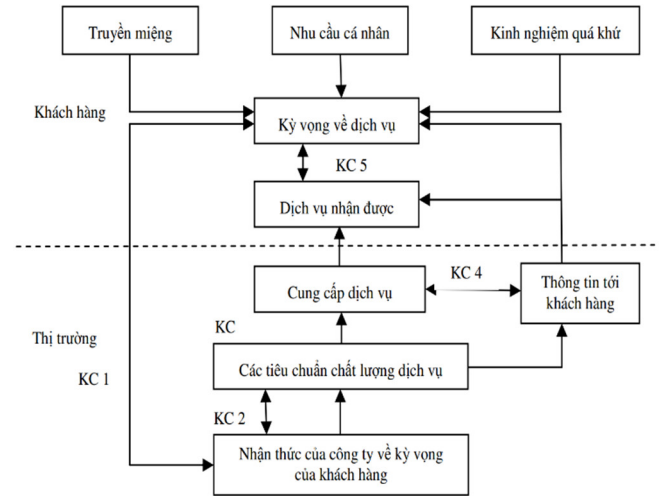 Truyền miệng
Nhu cầu cá nhân
Kinh nghiệm quá khứ
Khách hàng
Kỳ vọng về dịch vụ
KC 5
Dịch vụ nhận được
KC 4
Cung cấp dịch vụ
Thông tin tới
khách hàng
KC
Thị trường
Các tiêu chuẩn chất lượng dịch vụ
KC 1
KC 2
Nhận thức của công ty về kỳ vọng
của khách hàng